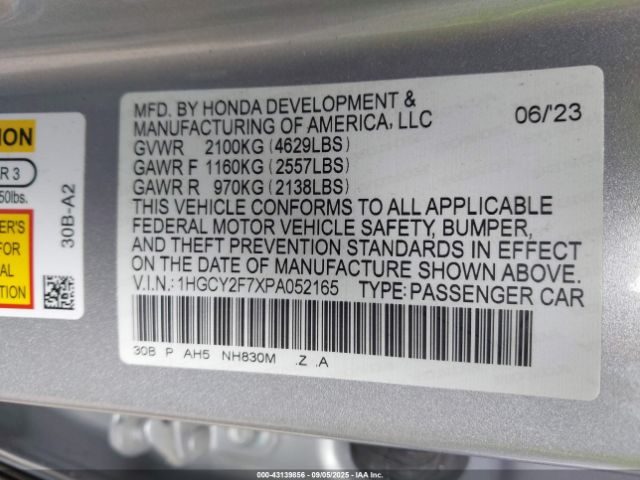 MFD. BY HONDA DEVELOPMENT & 06/'23
MANUFACTURING OF AMERICA, LLC
GVWR 2100KG (4629LBS)
GAWR F 1160KG (2557LBS)
GAWR R 970KG (2138LBS)
THIS VEHICLE CONFORMS TO ALL APPLICABLE
FEDERAL MOTOR VEHICLE SAFETY, BUMPER,
AND THEFT PREVENTION STANDARDS IN EFFECT
ON THE DATE OF MANUFACTURE SHOWN ABOVE.
V.I.N.: 1HGCY2F7XPA052165 TYPE: PASSENGER CAR
30B P AH5 NH830M .Z .A
ION
R 3
50lbs.
ER'S
FOR
AL
TION
30B-A2
000-43139856 - 09/05/2025 - IAA Inc.